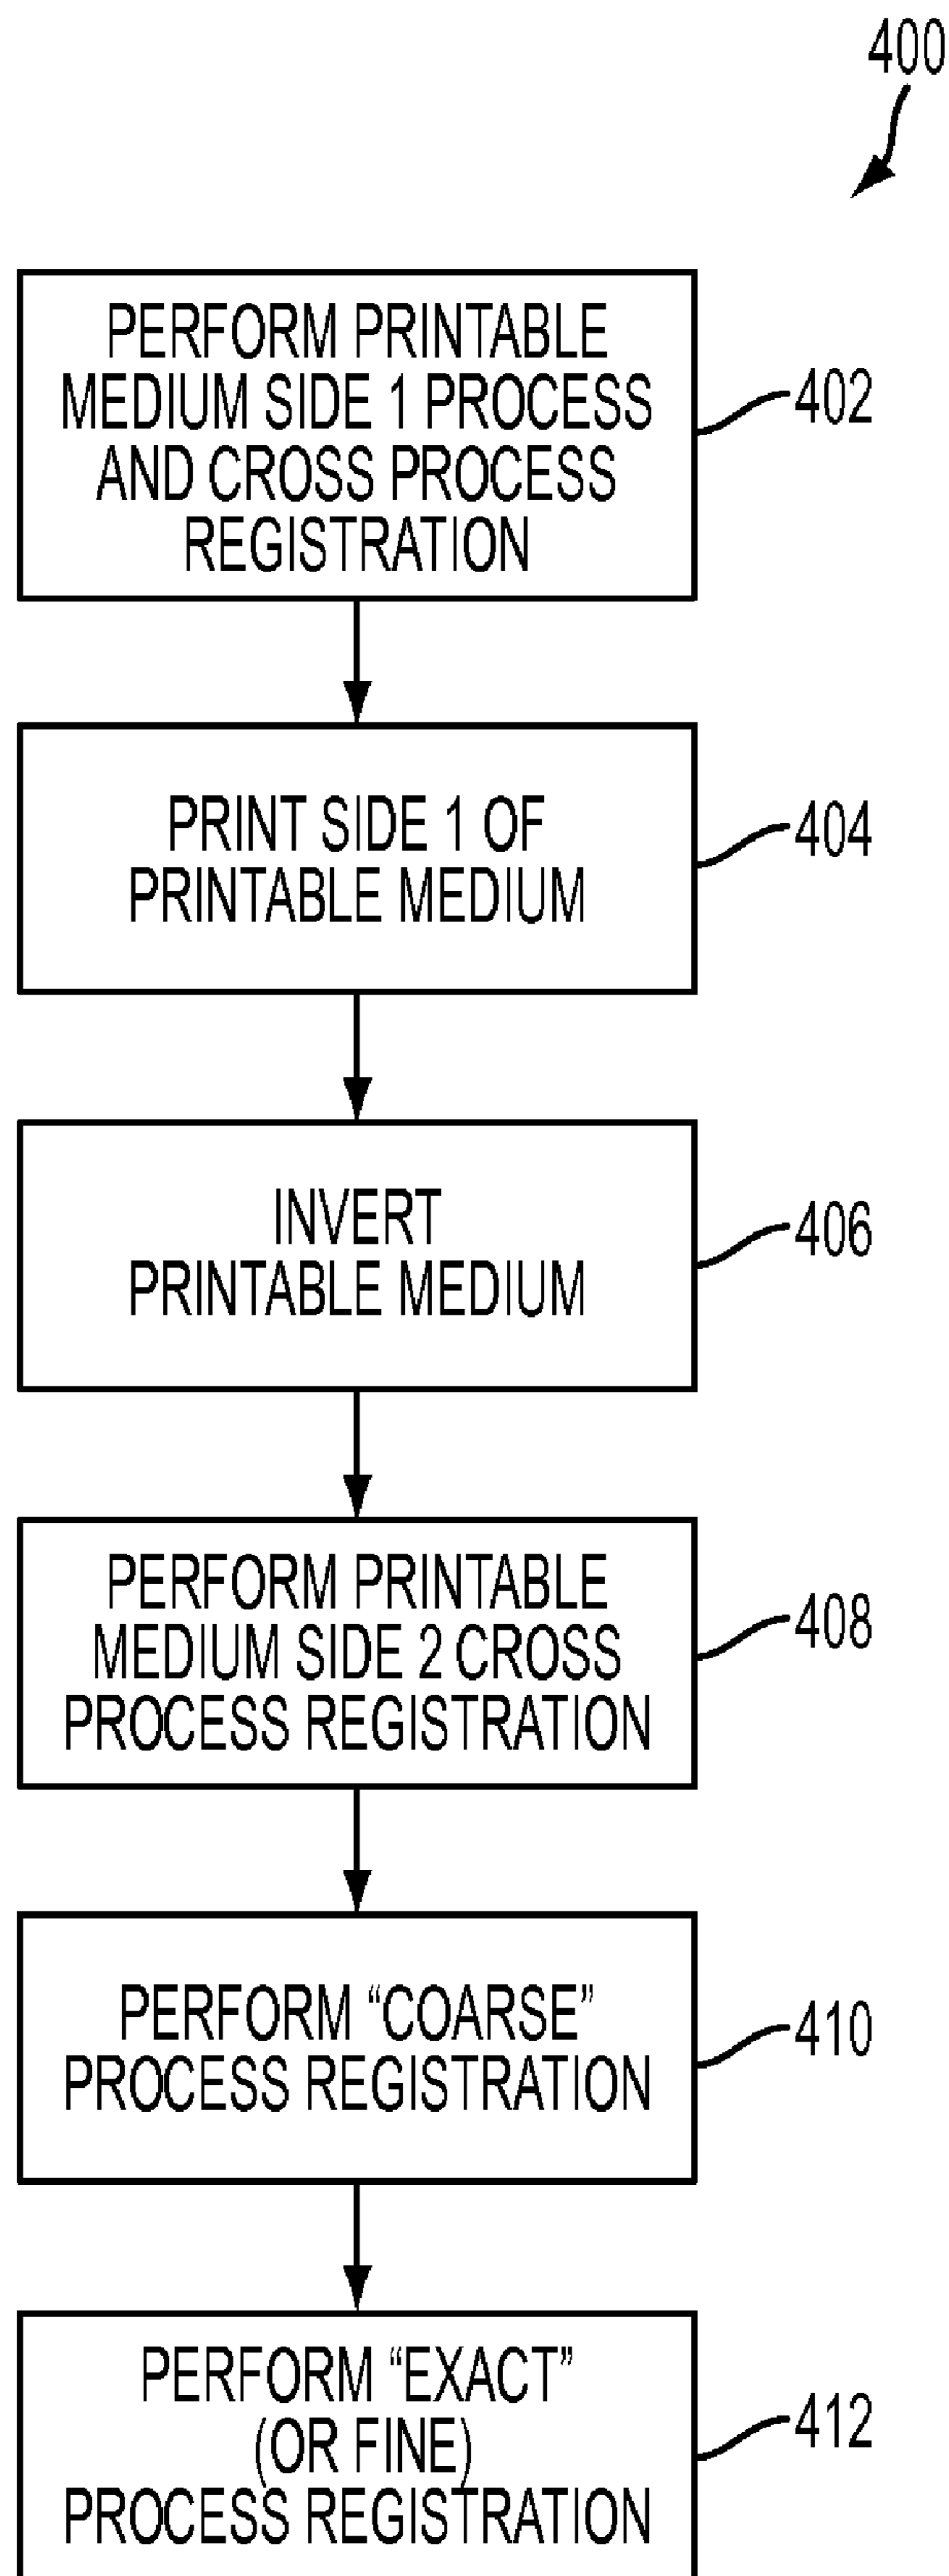 400
PERFORM PRINTABLE
MEDIUM SIDE 1 PROCESS
AND CROSS PROCESS
REGISTRATION
402
PRINT SIDE 1 OF
PRINTABLE MEDIUM
404
INVERT
PRINTABLE MEDIUM
406
PERFORM PRINTABLE
MEDIUM SIDE 2 CROSS
PROCESS REGISTRATION
408
PERFORM “COARSE”
PROCESS REGISTRATION
410
PERFORM “EXACT”
(OR FINE)
PROCESS REGISTRATION
412